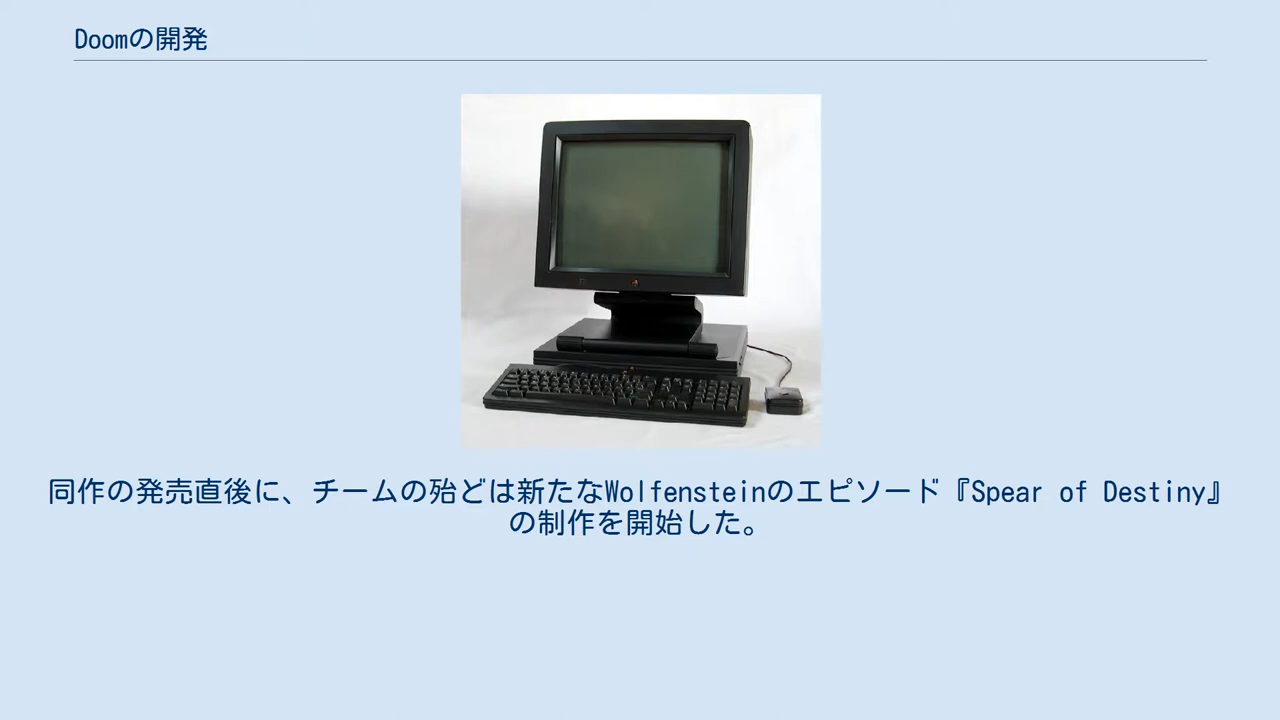 Doomの開発
同作の発売直後に、チームの殆どは新たなWolfensteinのエピソード『Spear of Destiny』
の制作を開始した。